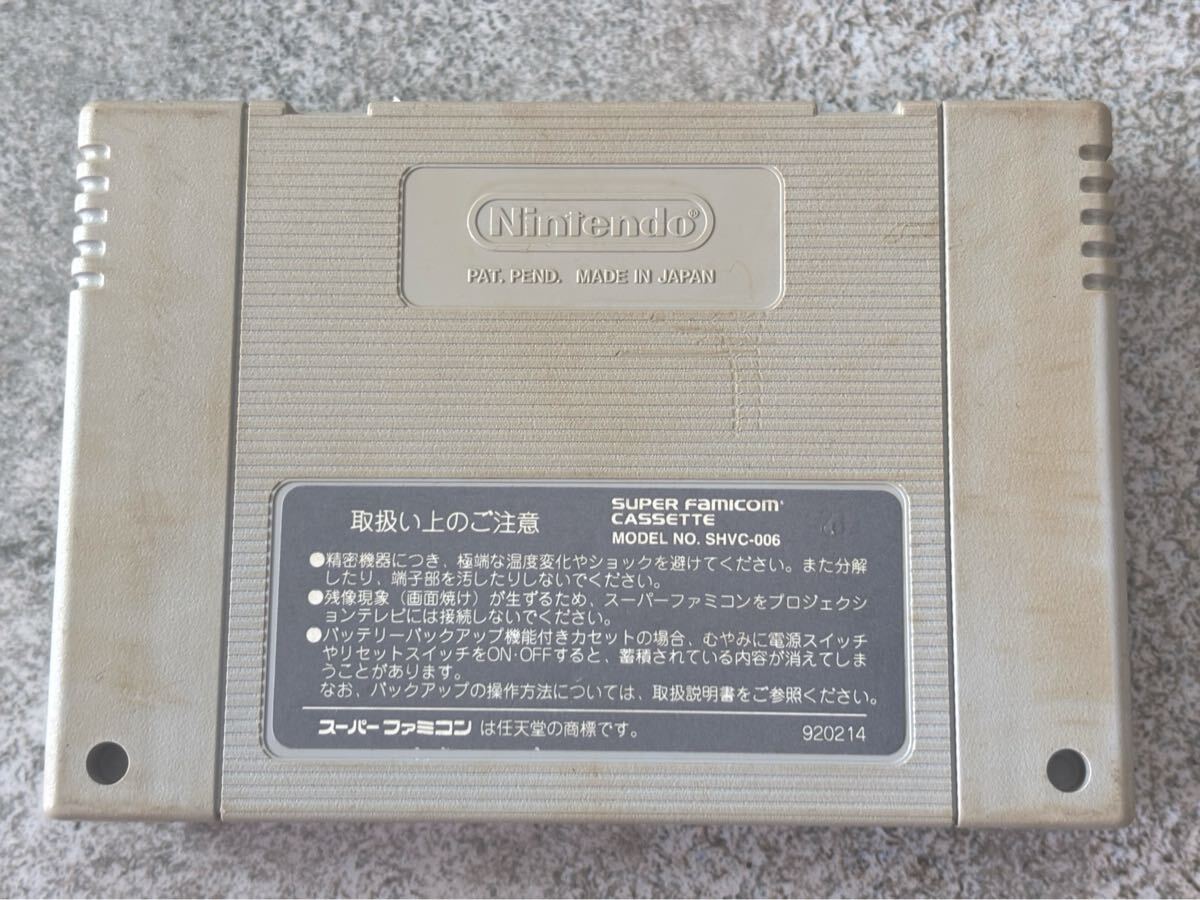 Nintendo®
PAT. PEND. MADE IN JAPAN
取扱い上のご注意
SUPER FAMICOM
CASSETTE
MODEL NO. SHVC-006
●精密機器につき、極端な温度変化やショックを避けてください。また分解
したり、端子部を汚したりしないでください。
●残像現象（画面焼け）が生ずるため、スーパーファミコンをプロジェクシ
ョンテレビには接続しないでください。
●バッテリーバックアップ機能付きカセットの場合、むやみに電源スイッチ
やリセットスイッチをON・OFFすると、蓄積されている内容が消えてしま
うことがあります。
なお、バックアップの操作方法については、取扱説明書をご参照ください。
スーパーファミコン は任天堂の商標です。
920214